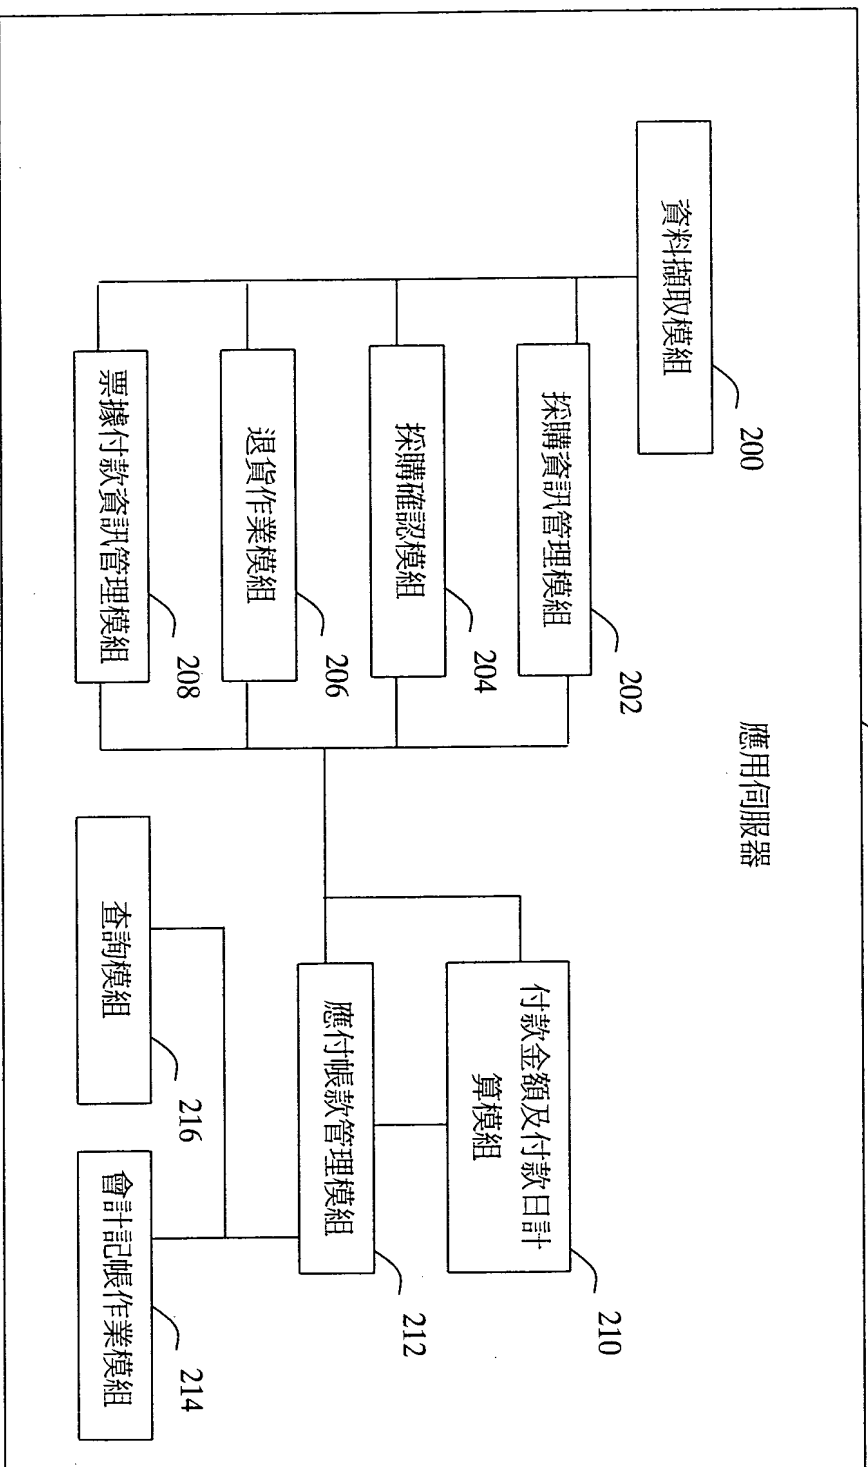 應用伺服器
資料擷取模組
200
採購資訊管理模組
202
採購確認模組
204
退貨作業模組
206
票據付款資訊管理模組
208
付款金額及付款日計
算模組
210
應付帳款管理模組
212
查詢模組
216
會計記帳作業模組
214